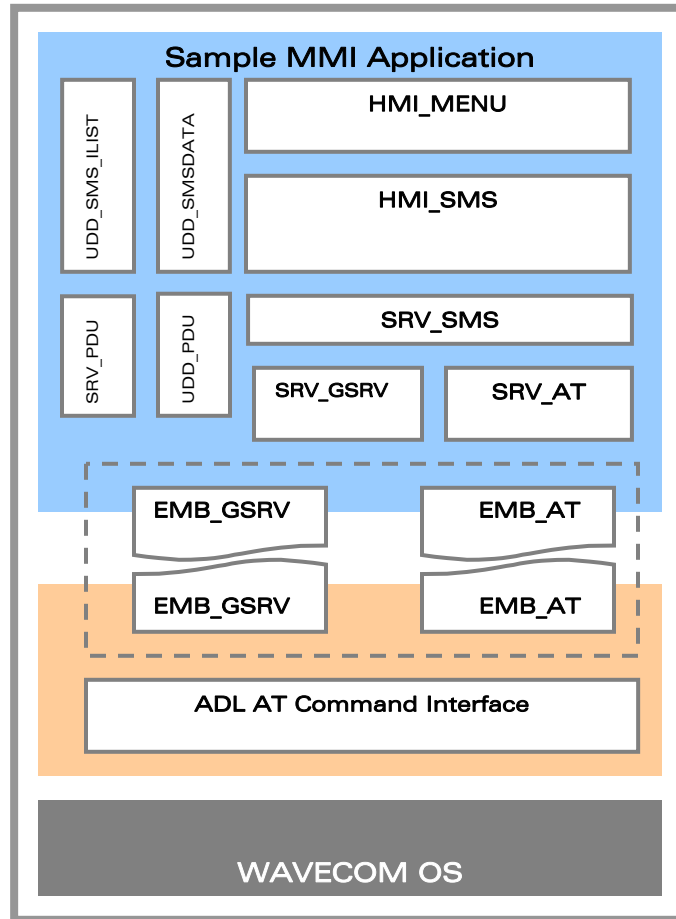 Sample MMI Application
UDD_SMS_ILIST
UDD_SMSDATA
HMI_MENU
HMI_SMS
SRV_PDU
UDD_PDU
SRV_SMS
SRV_GSRV
SRV_AT
EMB_GSRV
EMB_AT
EMB_GSRV
EMB_AT
ADL AT Command Interface
WAVECOM OS